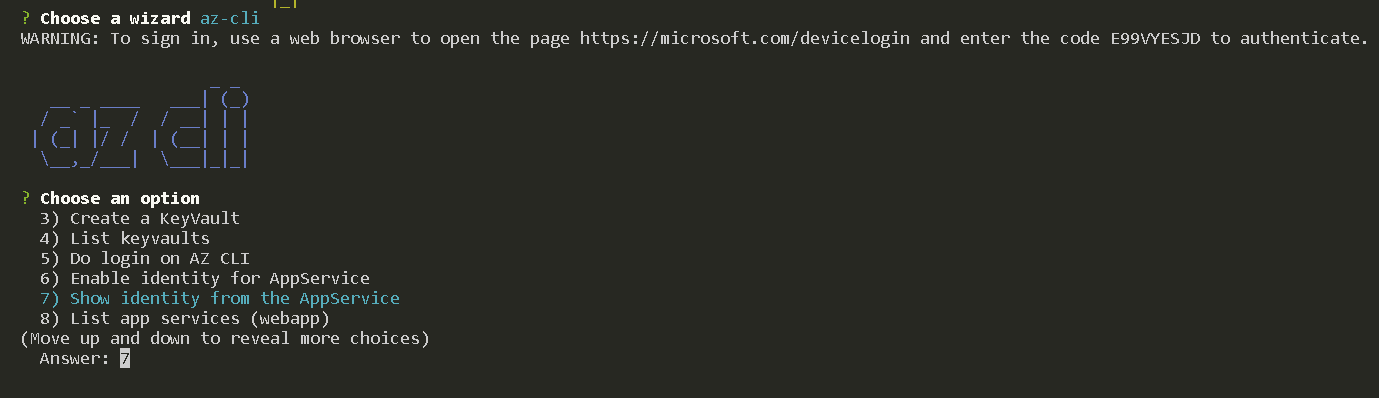 ? Choose a wizard az-cli
WARNING: To sign in, use a web browser to open the page https://microsoft.com/devicelogin and enter the code E99VYESJD to authenticate.
az cli
? Choose an option
3) Create a KeyVault
4) List keyvaults
5) Do login on AZ CLI
6) Enable identity for AppService
7) Show identity from the AppService
8) List app services (webapp)
(Move up and down to reveal more choices)
Answer: 7